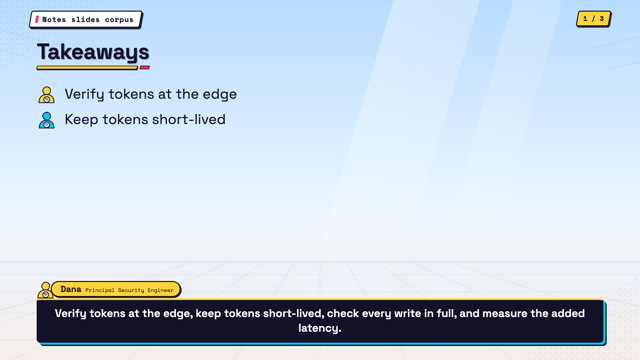 Notes slides corpus
1 / 3
Takeaways
Verify tokens at the edge
Keep tokens short-lived
Dana Principal Security Engineer
Verify tokens at the edge, keep tokens short-lived, check every write in full, and measure the added
latency.